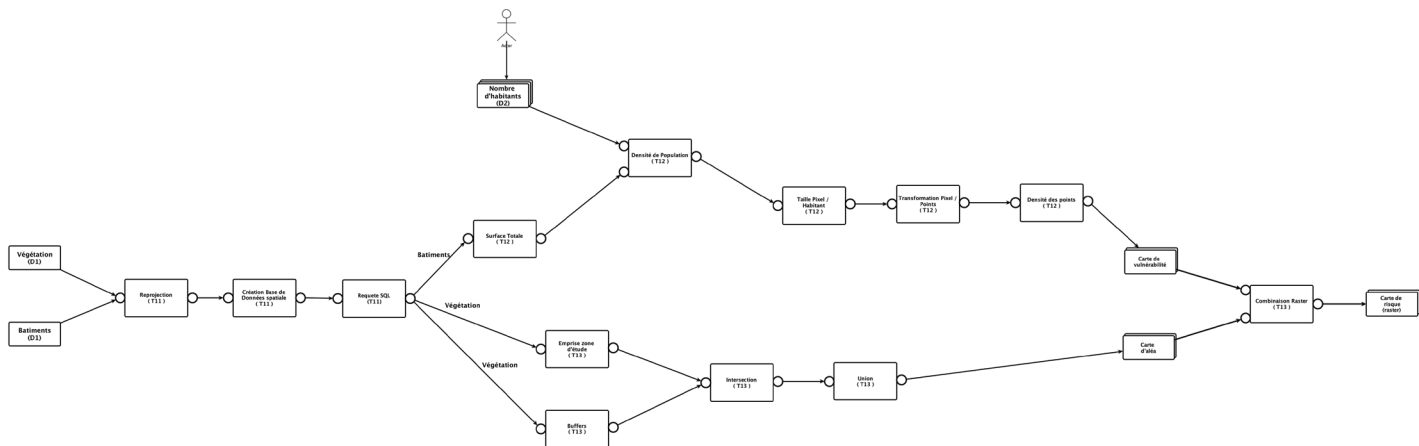 Acter
Nombre
d'habitants
(D2)
Densité de Population
( T12 )
Taille Pixel /
Habitant
( T12 )
Transformation Pixel /
Points
( T12 )
Densité des points
( T12 )
Surface Totale
( T12 )
Batiments
Végétation
(D1)
Carte de
vulnérabilité
Reprojection
( T11 )
Création Base de
Données spatiale
( T11 )
Requete SQL
(T11)
Végétation
Combinaison Raster
( T13 )
Carte de
risque
(raster)
Batiments
(D1)
Emprise zone
d'étude
( T13 )
Carte
d'aléa
Végétation
Intersection
( T13 )
Union
( T13 )
Buffers
( T13 )